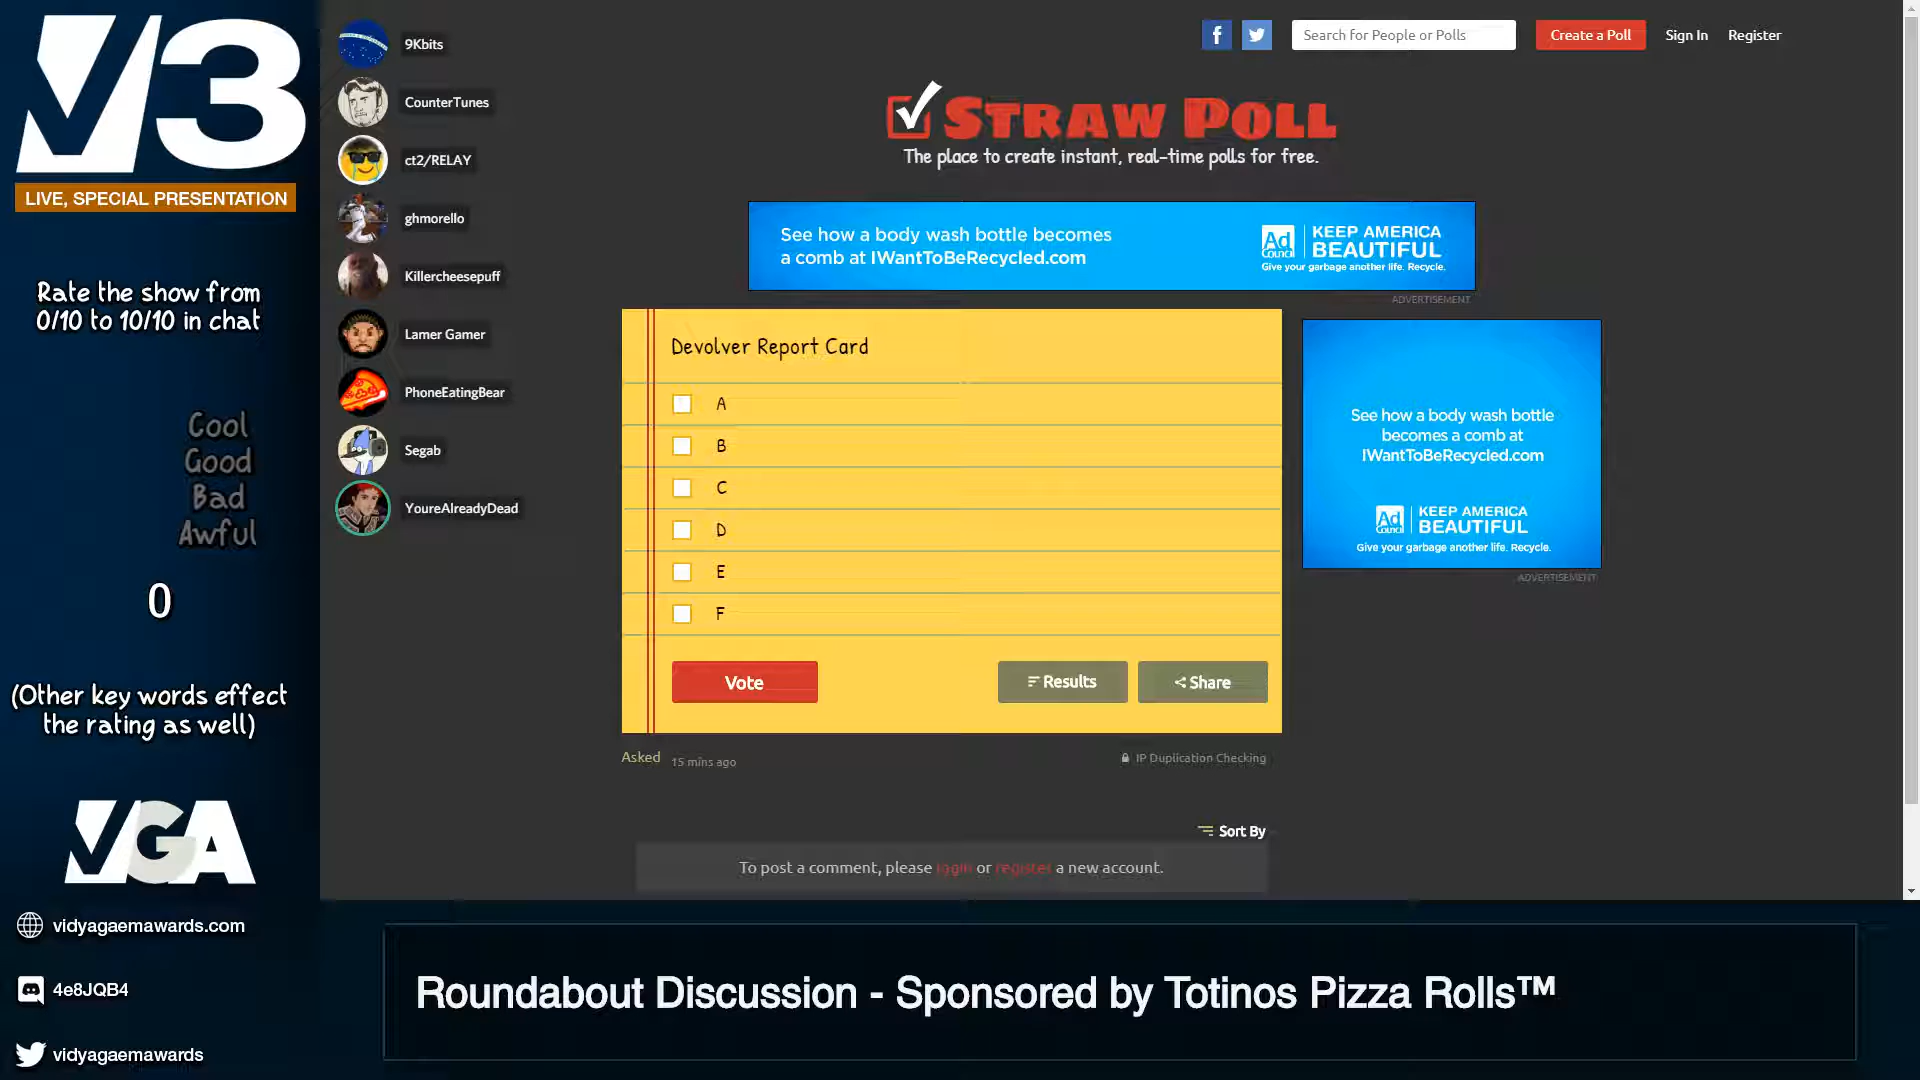 V3
LIVE, SPECIAL PRESENTATION
Rate the show from
0/10 to 10/10 in chat
Cool
Good
Bad
Awful
0
(Other key words effect
the rating as well)
VGA
vidyagaemawards.com
4e8JQB4
vidyagaemawards
9Kbits
CounterTunes
ct2/RELAY
ghmorello
Killercheesepuff
Lamer Gamer
PhoneEatingBear
Segab
YoureAlreadyDead
Search for People or Polls
Create a Poll
Sign In
Register
STRAW POLL
The place to create instant, real-time polls for free.
See how a body wash bottle becomes
a comb at IWantToBeRecycled.com
Ad Council
KEEP AMERICA
BEAUTIFUL
Give your garbage another life. Recycle.
ADVERTISEMENT
Devolver Report Card
A
B
C
D
E
F
Vote
Results
Share
Asked 15 mins ago
IP Duplication Checking
See how a body wash bottle
becomes a comb at
IWantToBeRecycled.com
Ad Council
KEEP AMERICA
BEAUTIFUL
Give your garbage another life. Recycle.
ADVERTISEMENT
Sort By
To post a comment, please login or register a new account.
Roundabout Discussion - Sponsored by Totinos Pizza Rolls™